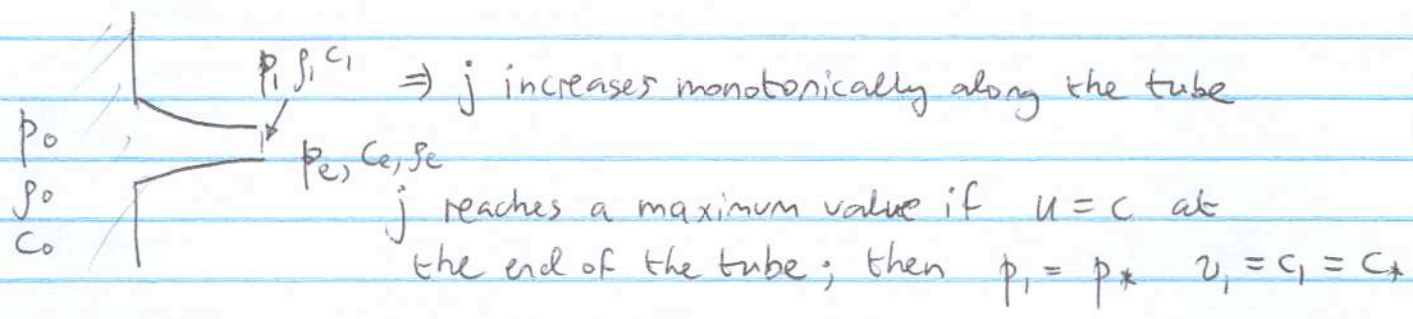 p₁ ρ₁ c₁ ⇒ j increases monotonically along the tube
p₀
pₑ, cₑ, ρₑ
ρ₀
j reaches a maximum value if u = c at
c₀
the end of the tube; then p₁ = p* v₁ = c₁ = c*